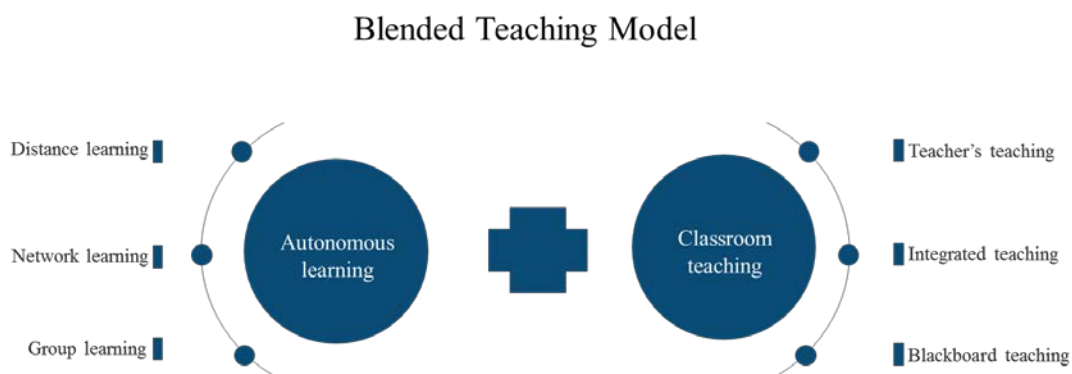 Blended Teaching Model
Distance learning
Network learning
Group learning
Autonomous
learning
Classroom
teaching
Teacher’s teaching
Integrated teaching
Blackboard teaching